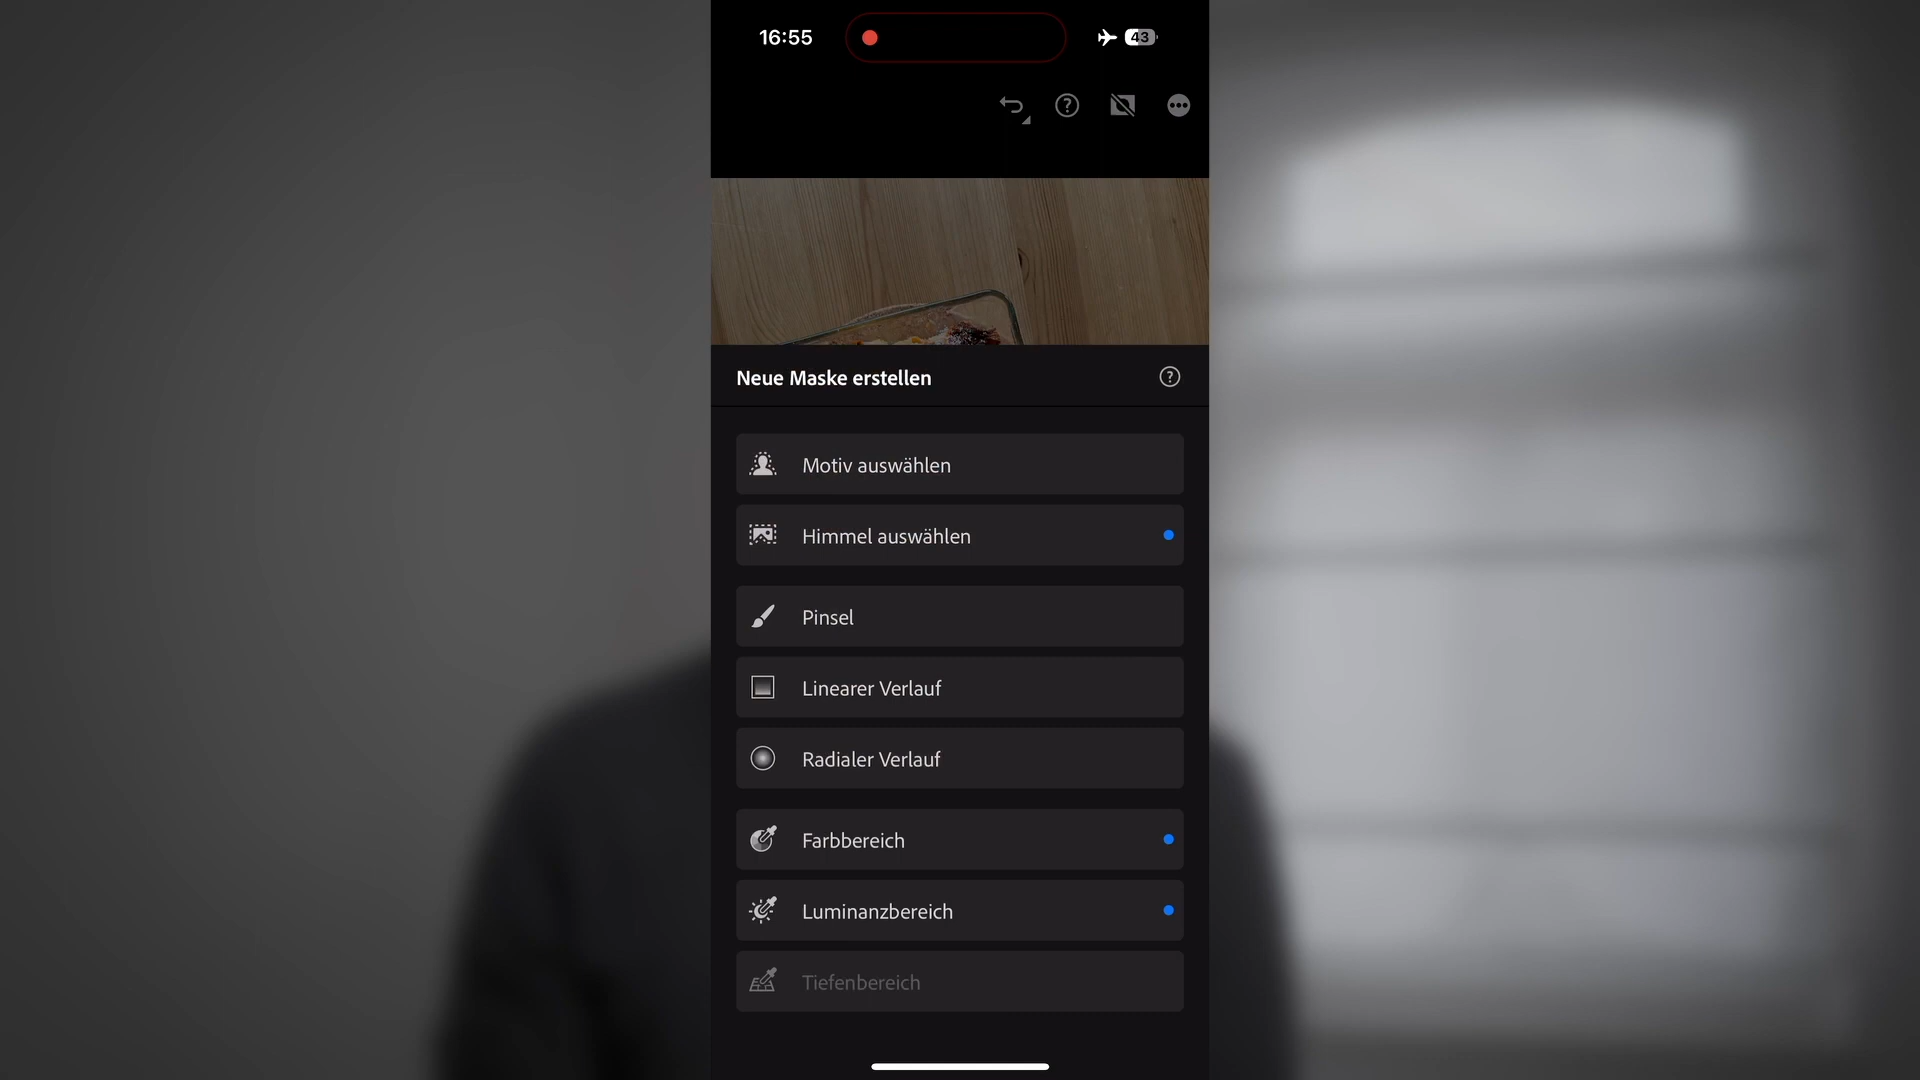 16:55
43
Neue Maske erstellen
Motiv auswählen
Himmel auswählen
Pinsel
Linearer Verlauf
Radialer Verlauf
Farbbereich
Luminanzbereich
Tiefenbereich